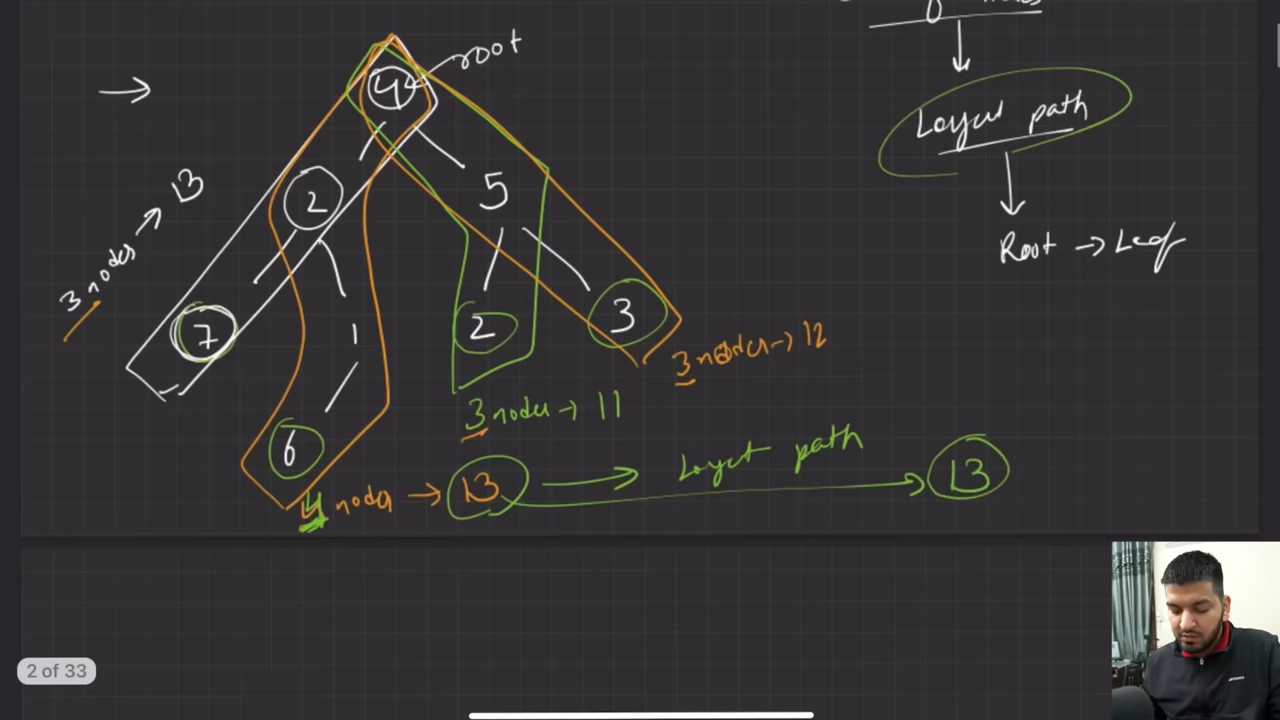 4
root
Longest path
Root → Leaf
2
5
3 nodes → 13
7
1
2
3
6
3 nodes → 12
3 nodes → 11
4 nodes → 13 → Longest path → 13
2 of 33